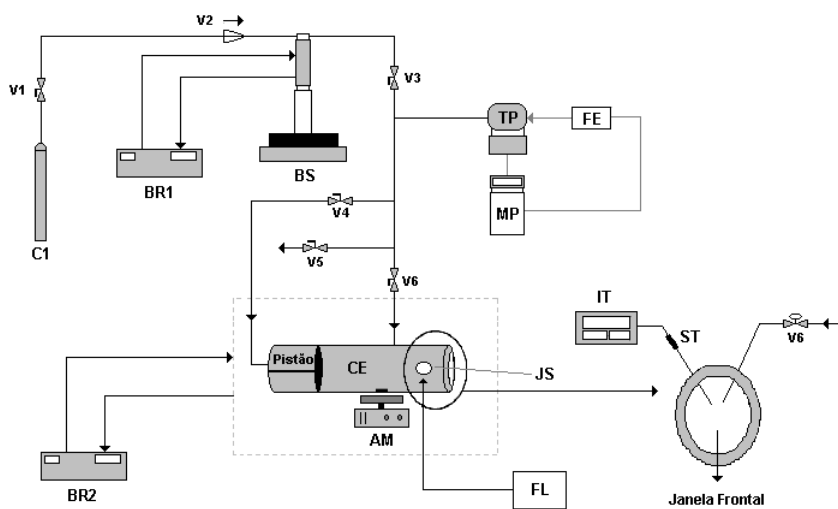 V2
V1
V3
TP
FE
BS
BR1
MP
C1
V4
V5
V6
IT
ST
V6
Pistão
CE
JS
AM
BR2
FL
Janela Frontal